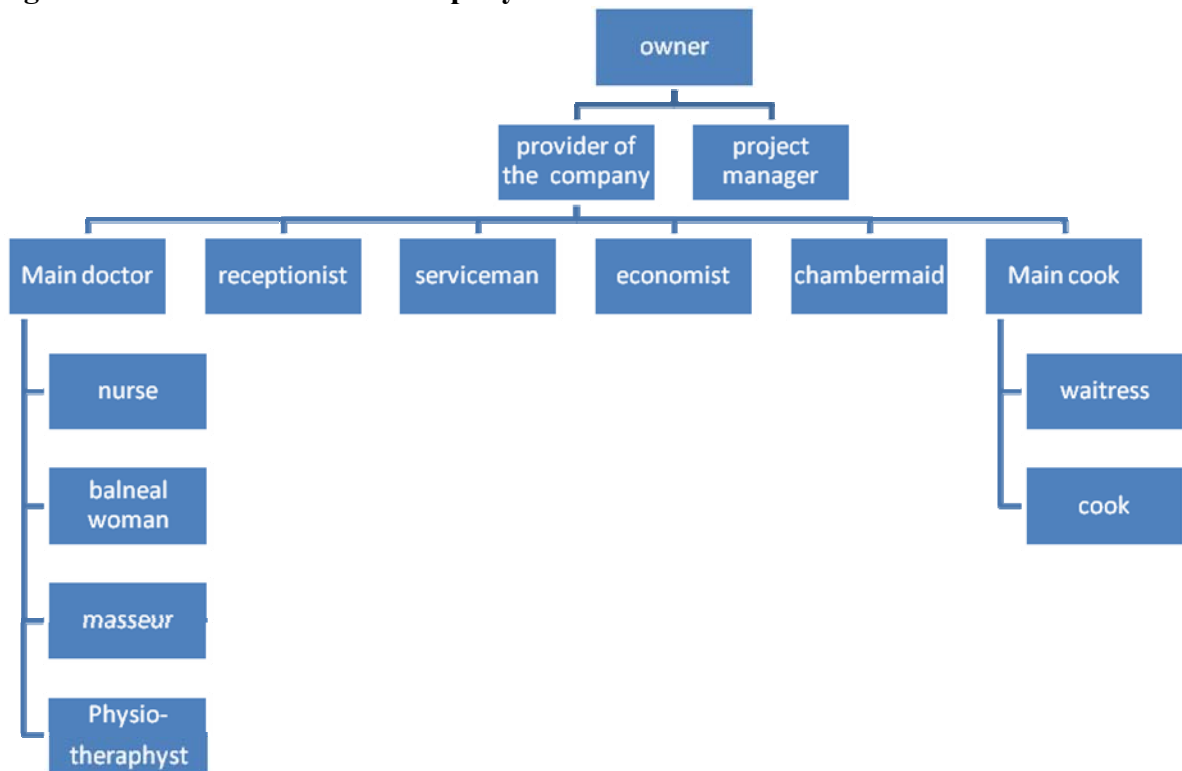 owner
provider of
the company
project
manager
Main doctor
receptionist
serviceman
economist
chambermaid
Main cook
nurse
waitress
balneal
woman
cook
masseur
Physio-
theraphyst